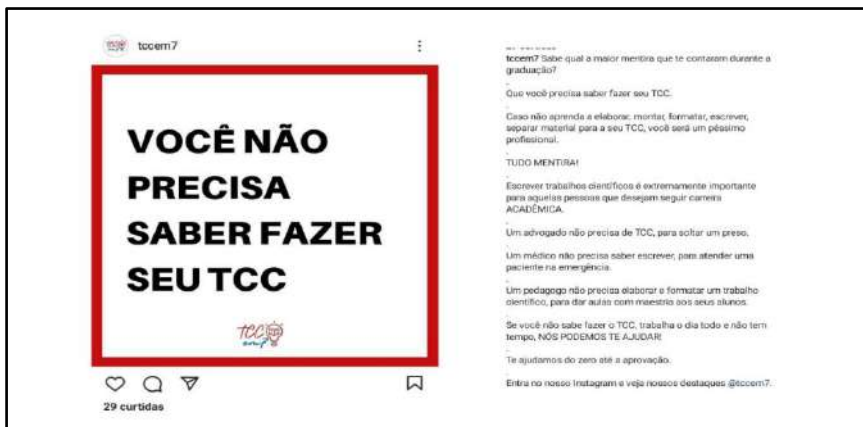 tccem7
VOCÊ NÃO
PRECISA
SABER FAZER
SEU TCC
TCC
em 7
29 curtidas
tccem7 Sabe qual a maior mentira que te contaram durante a
graduação?
.
Que você precisa saber fazer seu TCC.
.
Caso não aprenda a elaborar, montar, formatar, escrever,
separar material para a seu TCC, você será um péssimo
profissional.
.
TUDO MENTIRA!
.
Escrever trabalhos científicos é extremamente importante
para aquelas pessoas que desejam seguir carreira
ACADÊMICA.
.
Um advogado não precisa de TCC, para soltar um preso.
.
Um médico não precisa saber escrever, para atender uma
paciente na emergência.
.
Um pedagogo não precisa elaborar e formatar um trabalho
científico, para dar aulas com maestria aos seus alunos.
.
Se você não sabe fazer o TCC, trabalha o dia todo e não tem
tempo, NÓS PODEMOS TE AJUDAR!
.
Te ajudamos do zero até a aprovação.
.
Entra no nosso Instagram e veja nossos destaques @tccem7.